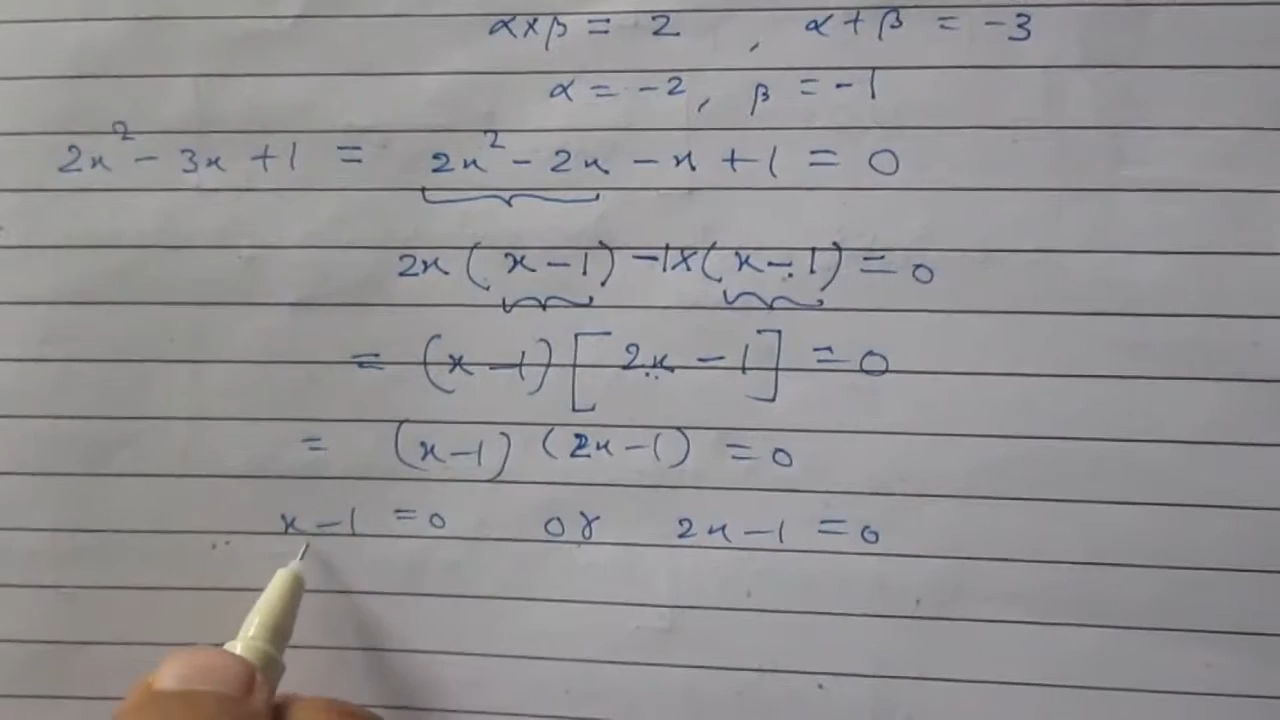 α×β = 2 , α+β = -3
α = -2, β = -1
2x² - 3x + 1 = 2x² - 2x - x + 1 = 0
2x (x - 1) -1×(x - 1) = 0
= (x - 1) [2x - 1] = 0
= (x-1) (2x-1) = 0
x - 1 = 0 or 2x - 1 = 0